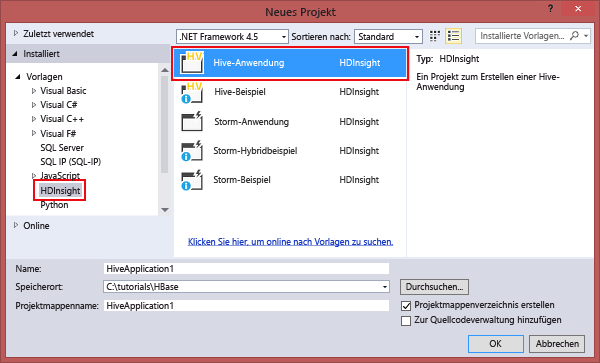 Neues Projekt
? ✕
Zuletzt verwendet
.NET Framework 4.5 Sortieren nach: Standard
Installierte Vorlagen...
Installiert
Vorlagen
Visual Basic
Visual C#
Visual C++
Visual F#
SQL Server
SQL IP (SQL-IP)
JavaScript
HDInsight
Python
Online
Hive-Anwendung HDInsight
Hive-Beispiel HDInsight
Storm-Anwendung HDInsight
Storm-Hybridbeispiel HDInsight
Storm-Beispiel HDInsight
Klicken Sie hier, um online nach Vorlagen zu suchen.
Typ: HDInsight
Ein Projekt zum Erstellen einer Hive-
Anwendung
Name: HiveApplication1
Speicherort: C:\tutorials\HBase Durchsuchen...
Projektmappenname: HiveApplication1
Projektmappenverzeichnis erstellen
Zur Quellcodeverwaltung hinzufügen
OK Abbrechen